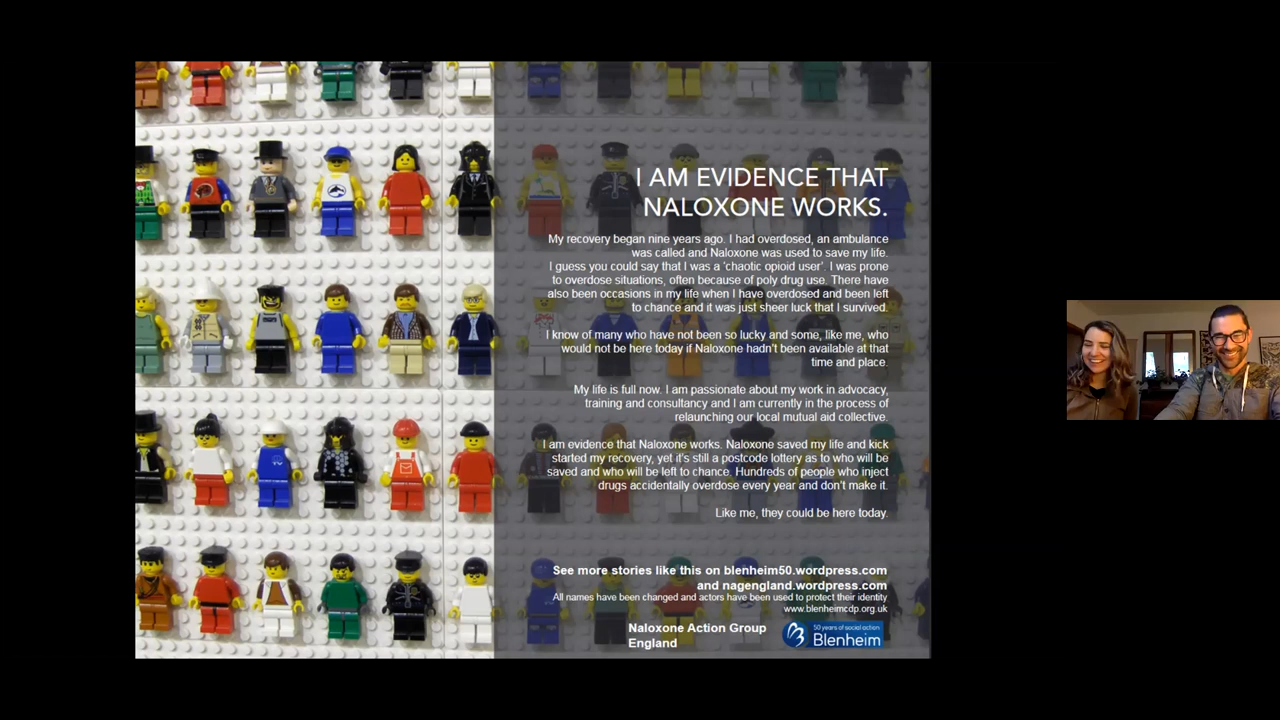 I AM EVIDENCE THAT
NALOXONE WORKS.
My recovery began nine years ago. I had overdosed, an ambulance
was called and Naloxone was used to save my life.
I guess you could say that I was a ‘chaotic opioid user’. I was prone
to overdose situations, often because of poly drug use. There have
also been occasions in my life when I have overdosed and been left
to chance and it was just sheer luck that I survived.
I know of many who have not been so lucky and some, like me, who
would not be here today if Naloxone hadn’t been available at that
time and place.
My life is full now. I am passionate about my work in advocacy,
training and consultancy and I am currently in the process of
relaunching our local mutual aid collective.
I am evidence that Naloxone works. Naloxone saved my life and kick
started my recovery, yet it’s still a postcode lottery as to who will be
saved and who will be left to chance. Hundreds of people who inject
drugs accidentally overdose every year and don’t make it.
Like me, they could be here today.
See more stories like this on blenheim50.wordpress.com
and nagengland.wordpress.com
All names have been changed and actors have been used to protect their identity
www.blenheimcdp.org.uk
Naloxone Action Group
England
50 years of social action
Blenheim